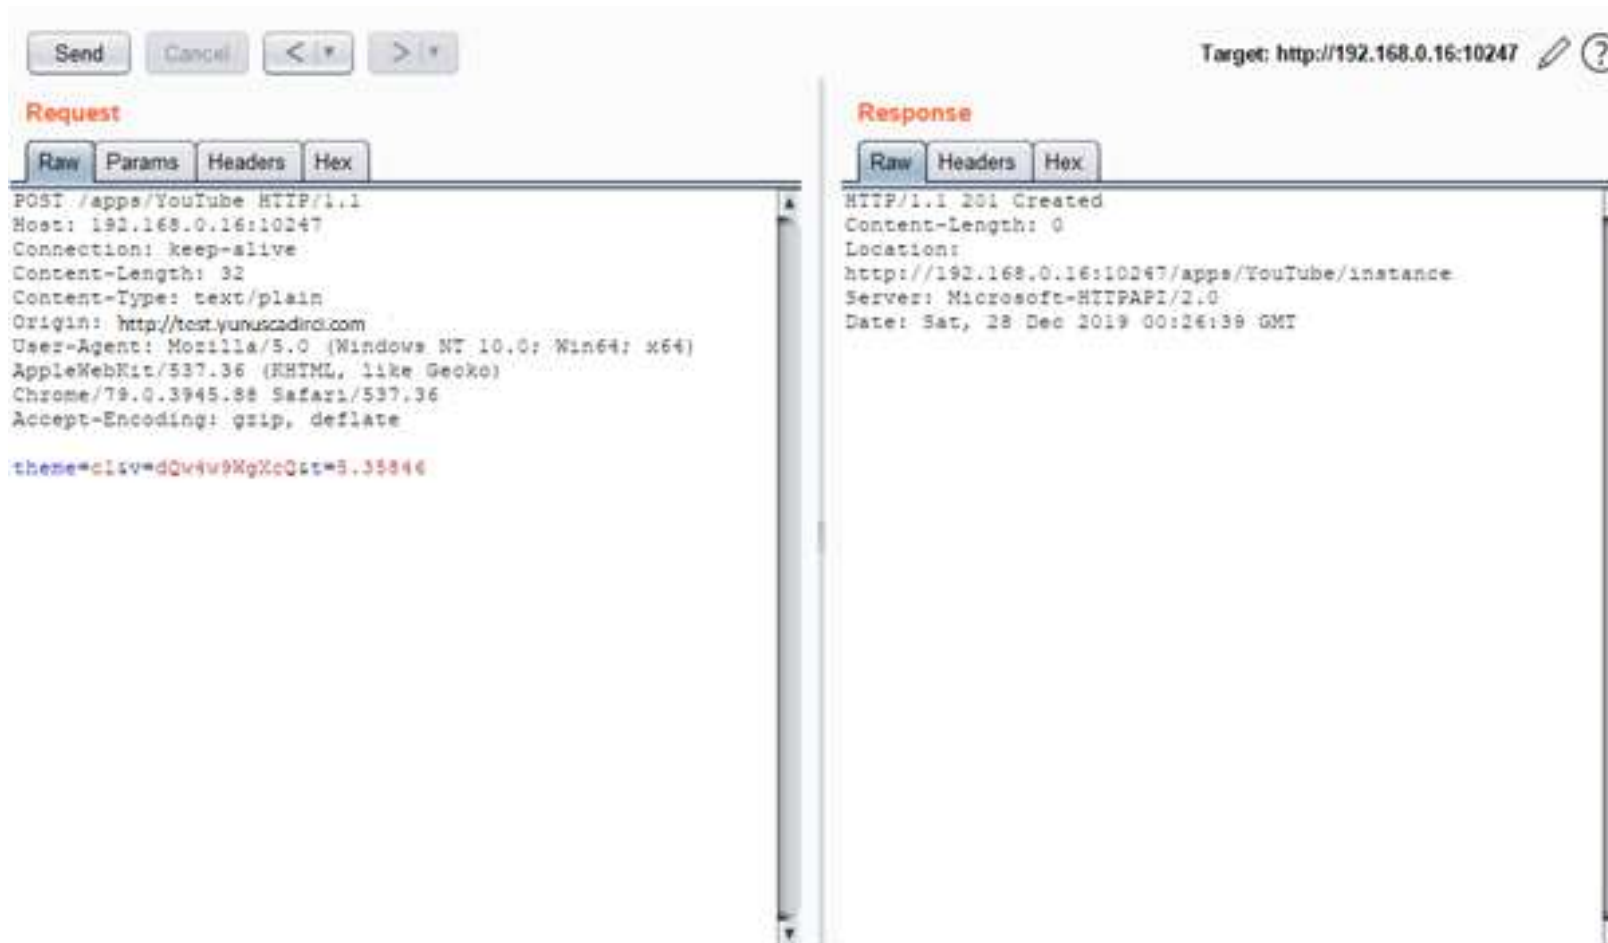 Send Cancel < ▾ > ▾ Target: http://192.168.0.16:10247 ?
Request
Raw Params Headers Hex
POST /apps/YouTube HTTP/1.1
Host: 192.168.0.16:10247
Connection: keep-alive
Content-Length: 32
Content-Type: text/plain
Origin: http://test.yunuscadirci.com
User-Agent: Mozilla/5.0 (Windows NT 10.0; Win64; x64)
AppleWebKit/537.36 (KHTML, like Gecko)
Chrome/79.0.3945.88 Safari/537.36
Accept-Encoding: gzip, deflate
theme=cl&v=dQw4w9WgXcQ&t=5.35846
Response
Raw Headers Hex
HTTP/1.1 201 Created
Content-Length: 0
Location:
http://192.168.0.16:10247/apps/YouTube/instance
Server: Microsoft-HTTPAPI/2.0
Date: Sat, 28 Dec 2019 00:26:39 GMT